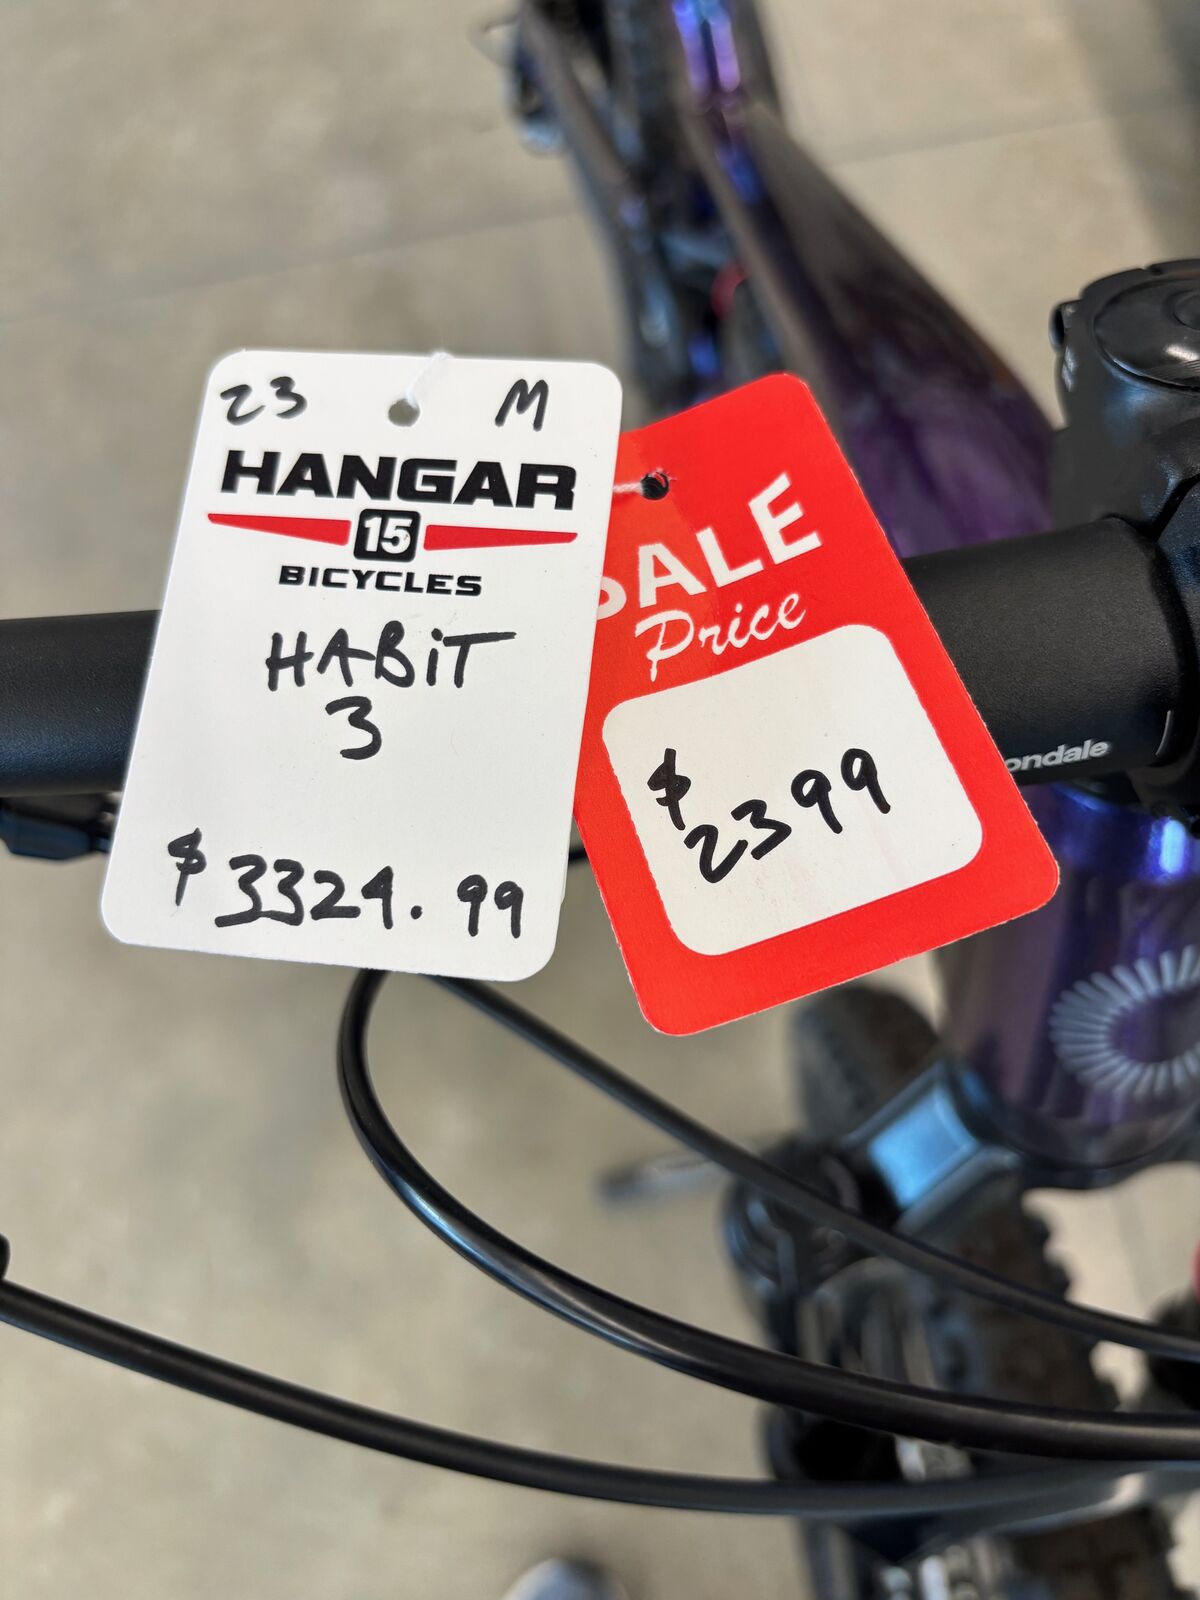 23 M
HANGAR
15
BICYCLES
HABiT
3
$3324.99
SALE
Price
$
2399
ondale